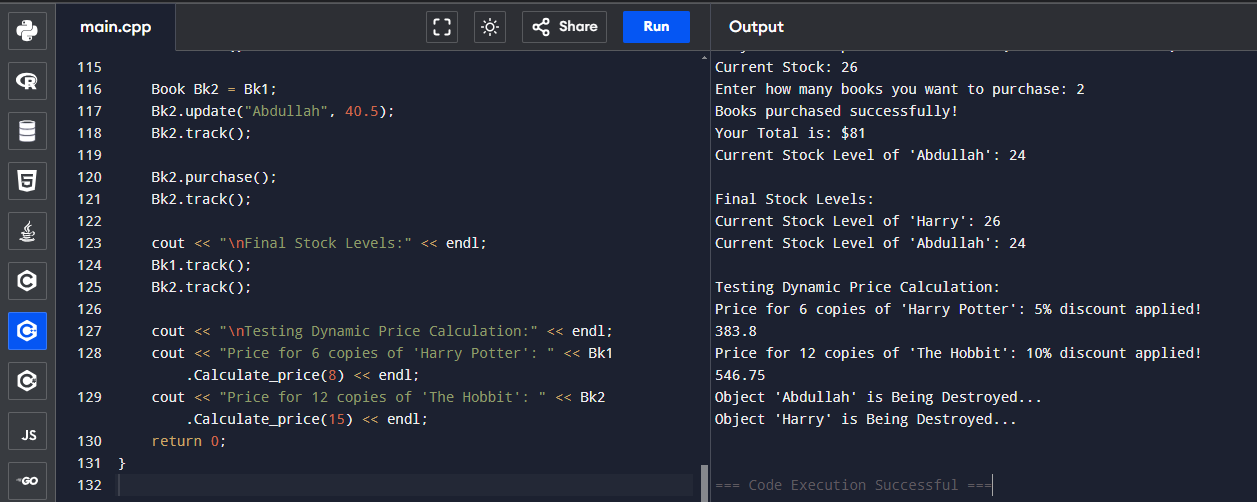 main.cpp
Share
Run
Output
115
116 Book Bk2 = Bk1;
117 Bk2.update("Abdullah", 40.5);
118 Bk2.track();
119
120 Bk2.purchase();
121 Bk2.track();
122
123 cout << "\nFinal Stock Levels:" << endl;
124 Bk1.track();
125 Bk2.track();
126
127 cout << "\nTesting Dynamic Price Calculation:" << endl;
128 cout << "Price for 6 copies of 'Harry Potter': " << Bk1
.Calculate_price(8) << endl;
129 cout << "Price for 12 copies of 'The Hobbit': " << Bk2
.Calculate_price(15) << endl;
130 return 0;
131 }
132
Current Stock: 26
Enter how many books you want to purchase: 2
Books purchased successfully!
Your Total is: $81
Current Stock Level of 'Abdullah': 24
Final Stock Levels:
Current Stock Level of 'Harry': 26
Current Stock Level of 'Abdullah': 24
Testing Dynamic Price Calculation:
Price for 6 copies of 'Harry Potter': 5% discount applied!
383.8
Price for 12 copies of 'The Hobbit': 10% discount applied!
546.75
Object 'Abdullah' is Being Destroyed...
Object 'Harry' is Being Destroyed...
=== Code Execution Successful ===
JS
GO